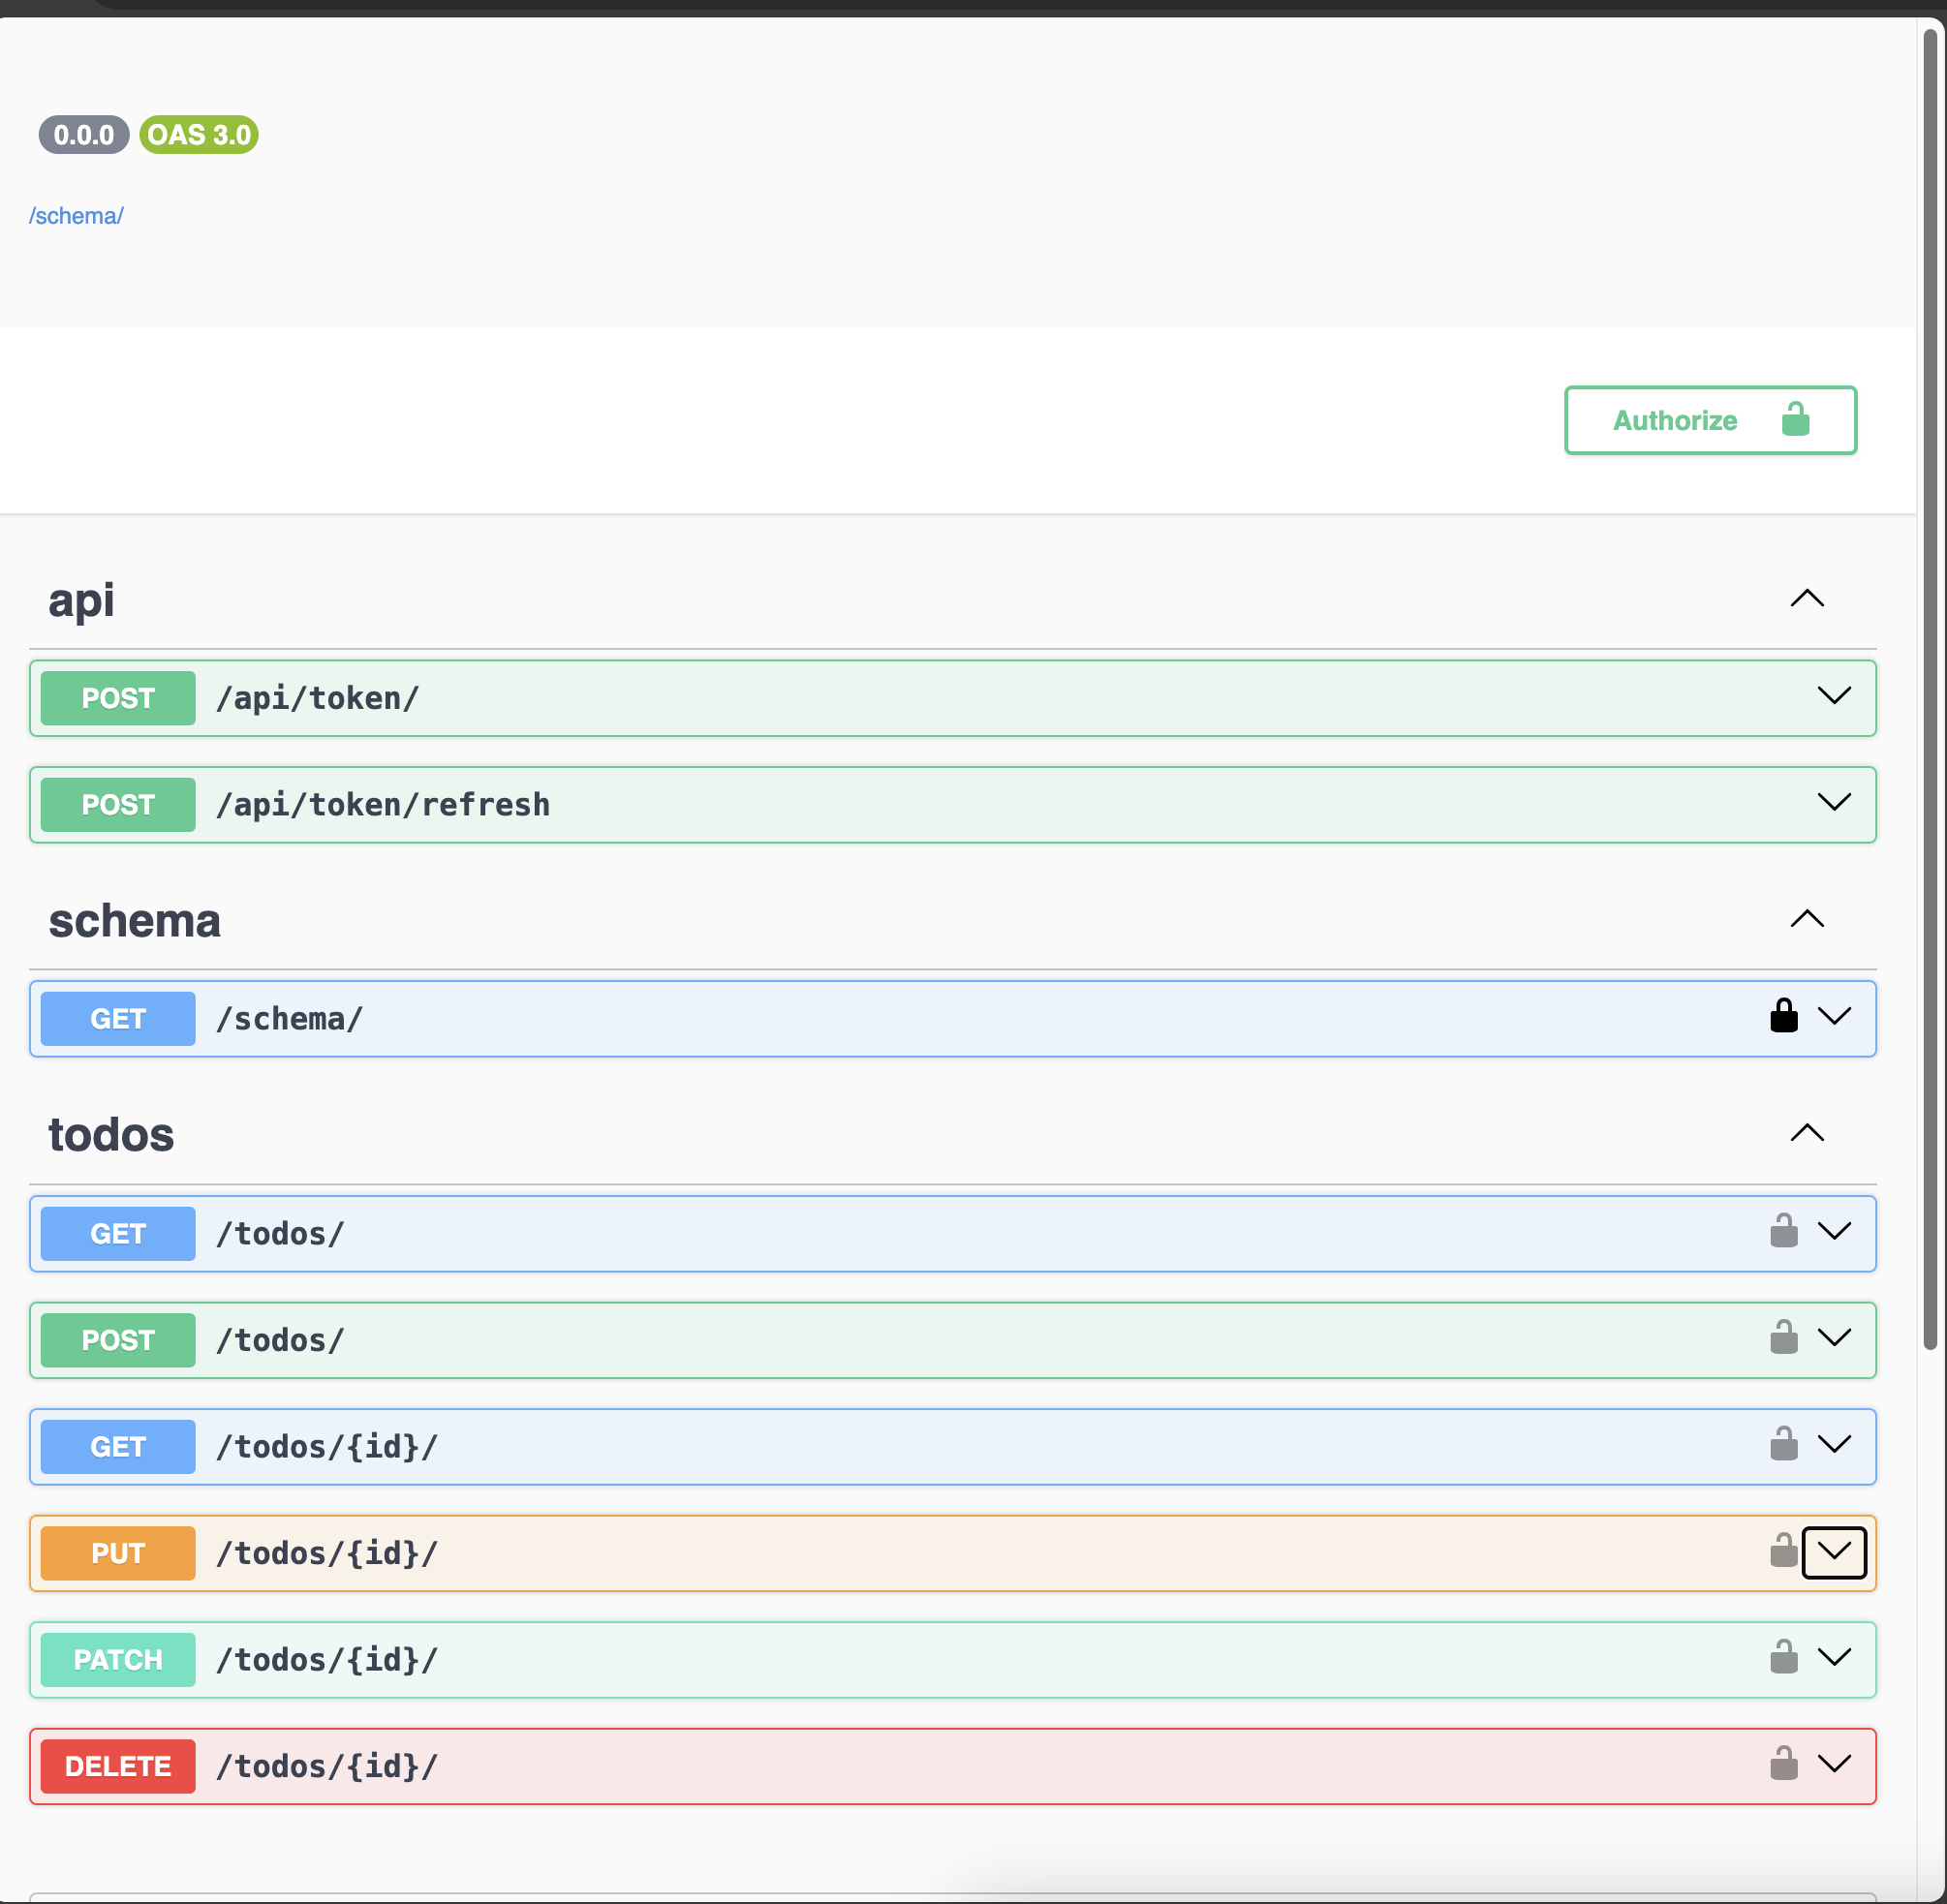 0.0.0 OAS 3.0
/schema/
Authorize
api
POST /api/token/
POST /api/token/refresh
schema
GET /schema/
todos
GET /todos/
POST /todos/
GET /todos/{id}/
PUT /todos/{id}/
PATCH /todos/{id}/
DELETE /todos/{id}/